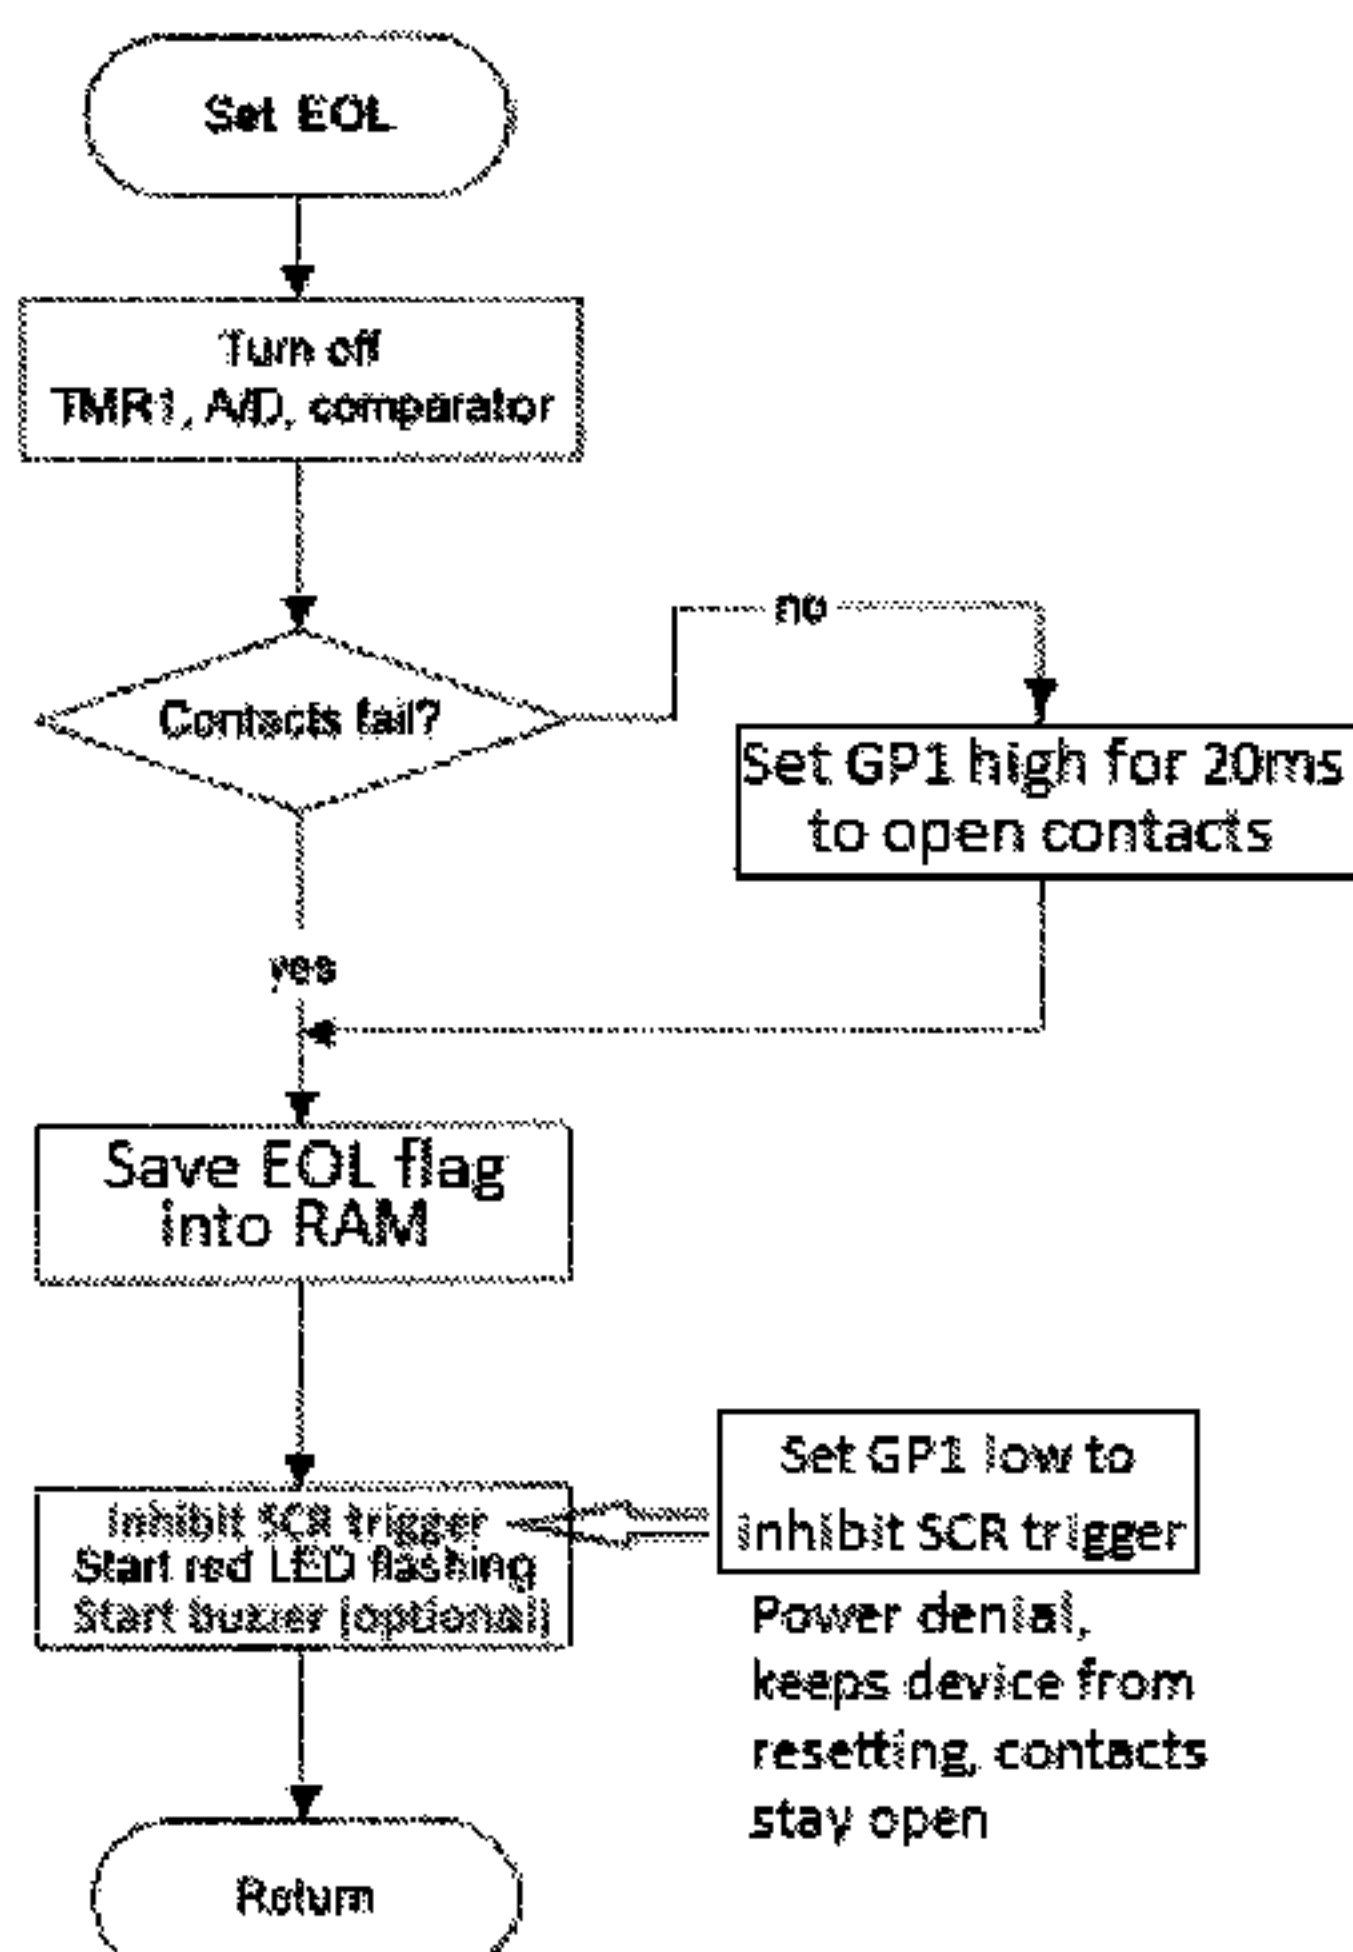 Set EOL
Turn off
TMR1, A/D, comparator
no
Contacts fail?
Set GP1 high for 20ms
to open contacts
yes
Save EOL flag
into RAM
Inhibit SCR trigger
Start red LED flashing
Start buzzer (optional)
Set GP1 low to
inhibit SCR trigger
Power denial,
keeps device from
resetting, contacts
stay open
Return